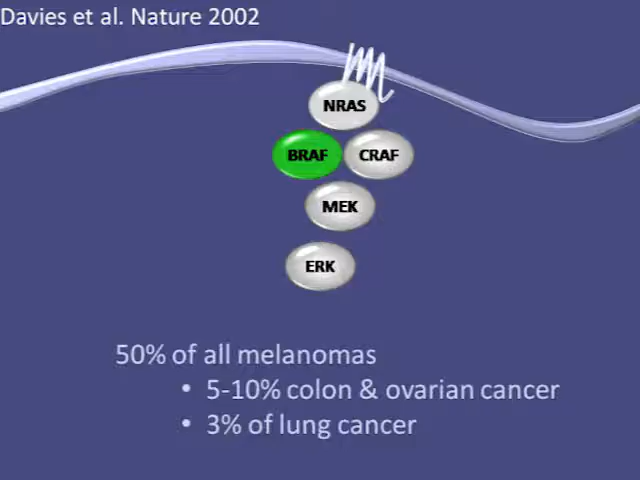 Davies et al. Nature 2002
NRAS
BRAF CRAF
MEK
ERK
50% of all melanomas
• 5-10% colon & ovarian cancer
• 3% of lung cancer